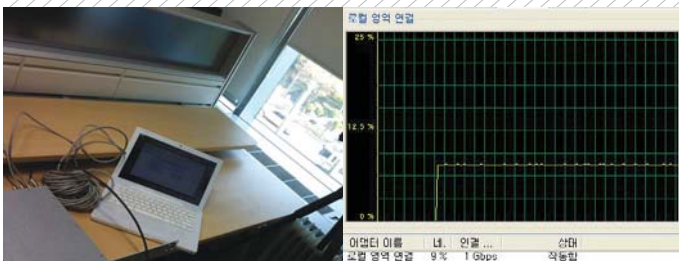 로컬 영역 연결
25 %
12.5 %
0 %
어댑터 이름 네. 연결 ... 상태
로컬 영역 연결 9 % 1 Gbps 작동함